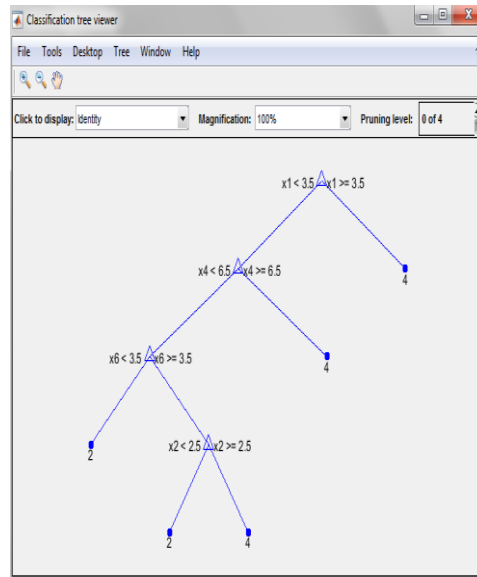 Classification tree viewer
File Tools Desktop Tree Window Help
Click to display: Identity Magnification: 100% Pruning level: 0 of 4
x1 < 3.5 x1 >= 3.5
x4 < 6.5 x4 >= 6.5
4
x6 < 3.5 x6 >= 3.5
4
2
x2 < 2.5 x2 >= 2.5
2
4